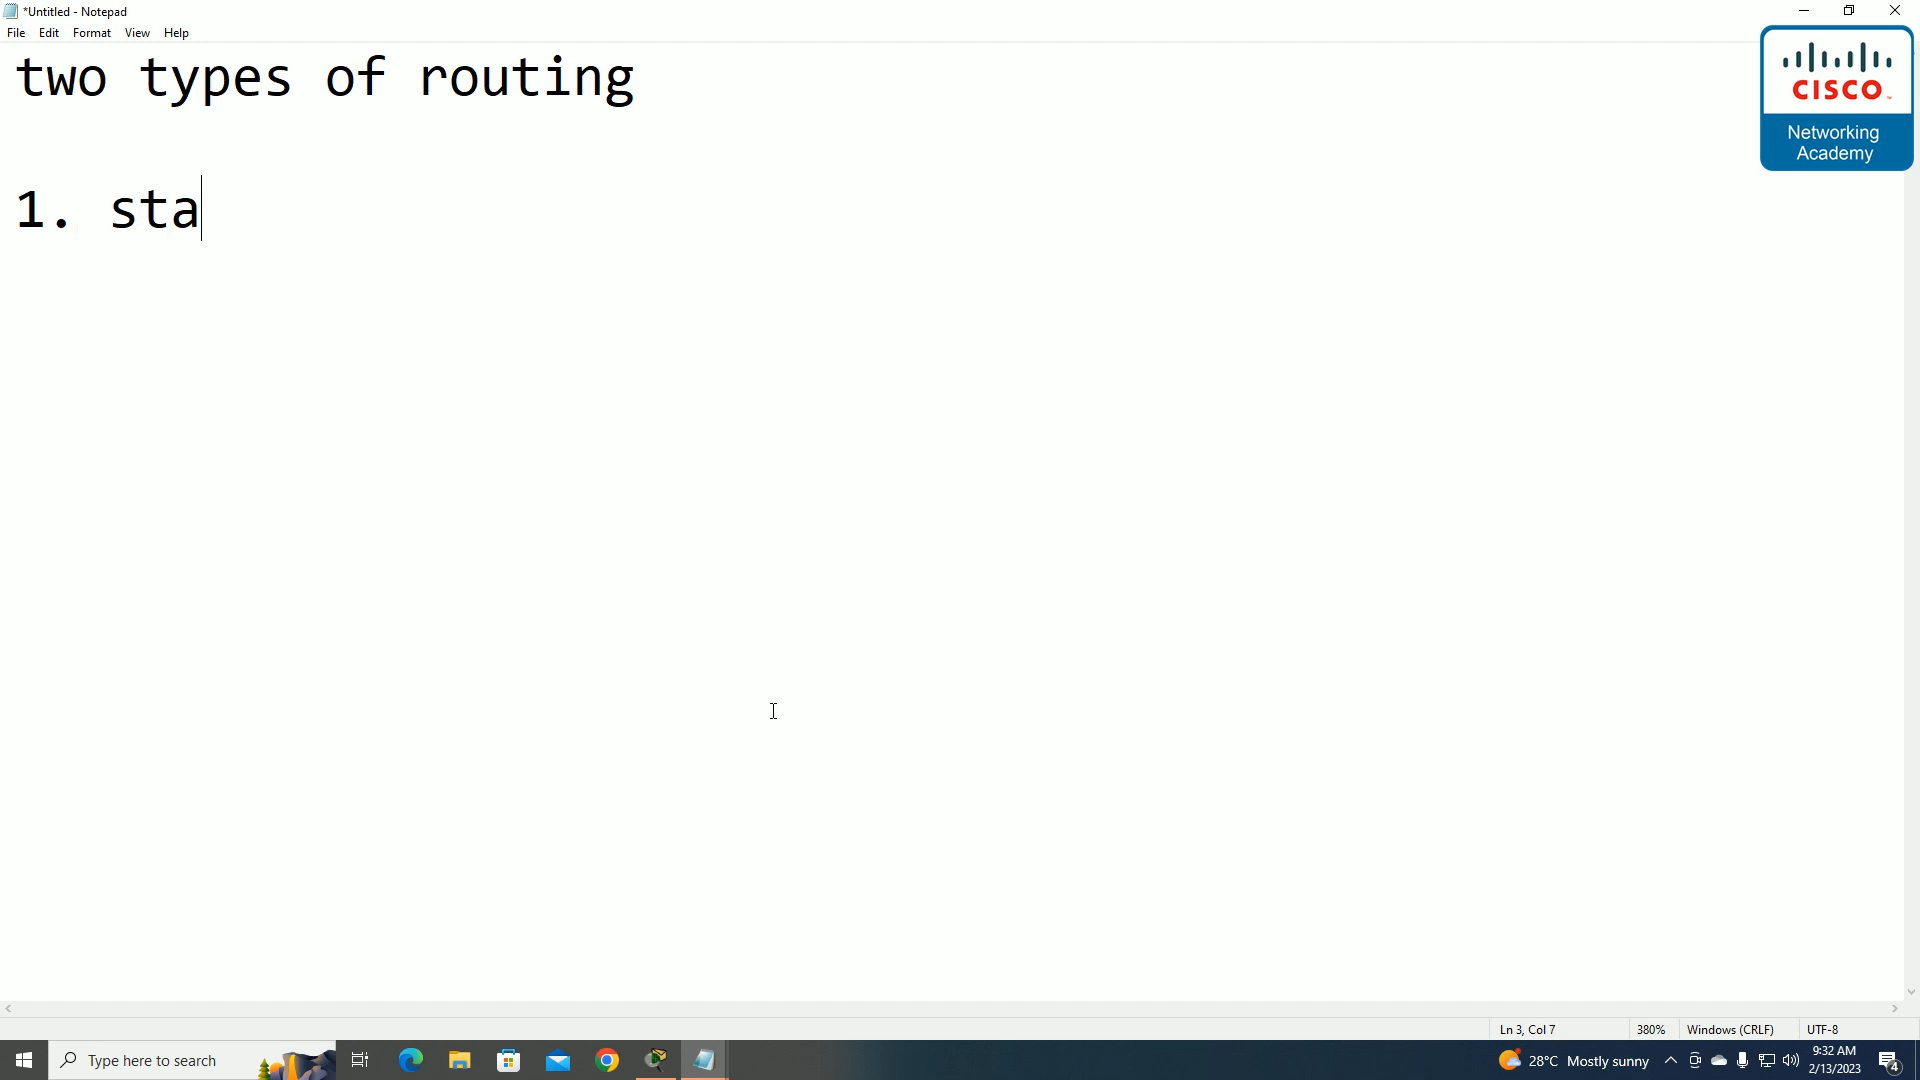 *Untitled - Notepad
File Edit Format View Help
two types of routing
1. sta
CISCO
Networking
Academy
Ln 3, Col 7 380% Windows (CRLF) UTF-8
Type here to search
28°C Mostly sunny
9:32 AM
2/13/2023
4